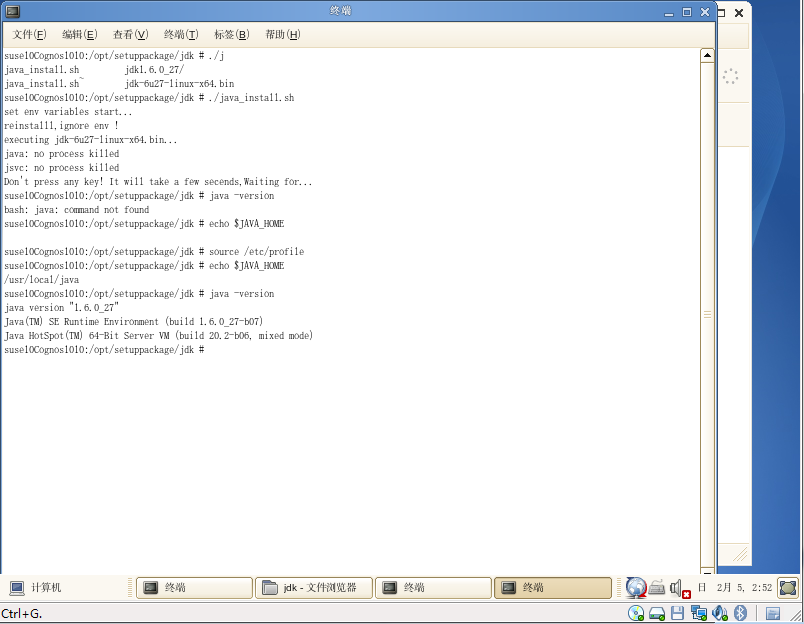 终端
文件(F) 编辑(E) 查看(V) 终端(T) 标签(B) 帮助(H)
suse10Cognos1010:/opt/setuppackage/jdk # ./j
java_install.sh jdk1.6.0_27/
java_install.sh~ jdk-6u27-linux-x64.bin
suse10Cognos1010:/opt/setuppackage/jdk # ./java_install.sh
set env variables start...
reinstalll,ignore env !
executing jdk-6u27-linux-x64.bin...
java: no process killed
jsvc: no process killed
Don't press any key! It will take a few secends,Waiting for...
suse10Cognos1010:/opt/setuppackage/jdk # java -version
bash: java: command not found
suse10Cognos1010:/opt/setuppackage/jdk # echo $JAVA_HOME
suse10Cognos1010:/opt/setuppackage/jdk # source /etc/profile
suse10Cognos1010:/opt/setuppackage/jdk # echo $JAVA_HOME
/usr/local/java
suse10Cognos1010:/opt/setuppackage/jdk # java -version
java version "1.6.0_27"
Java(TM) SE Runtime Environment (build 1.6.0_27-b07)
Java HotSpot(TM) 64-Bit Server VM (build 20.2-b06, mixed mode)
suse10Cognos1010:/opt/setuppackage/jdk #
计算机 终端 jdk - 文件浏览器 终端 终端 日 2月 5, 2:52
Ctrl+G.